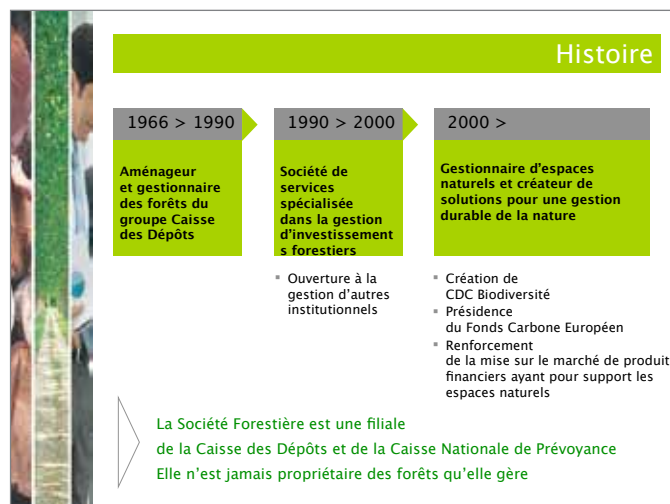 Histoire
1966 > 1990
Aménageur
et gestionnaire
des forêts du
groupe Caisse
des Dépôts
1990 > 2000
Société de
services
spécialisée
dans la gestion
d'investissement
s forestiers
▪ Ouverture à la
gestion d'autres
institutionnels
2000 >
Gestionnaire d'espaces
naturels et créateur de
solutions pour une gestion
durable de la nature
▪ Création de
CDC Biodiversité
▪ Présidence
du Fonds Carbone Européen
▪ Renforcement
de la mise sur le marché de produit
financiers ayant pour support les
espaces naturels
La Société Forestière est une filiale
de la Caisse des Dépôts et de la Caisse Nationale de Prévoyance
Elle n'est jamais propriétaire des forêts qu'elle gère